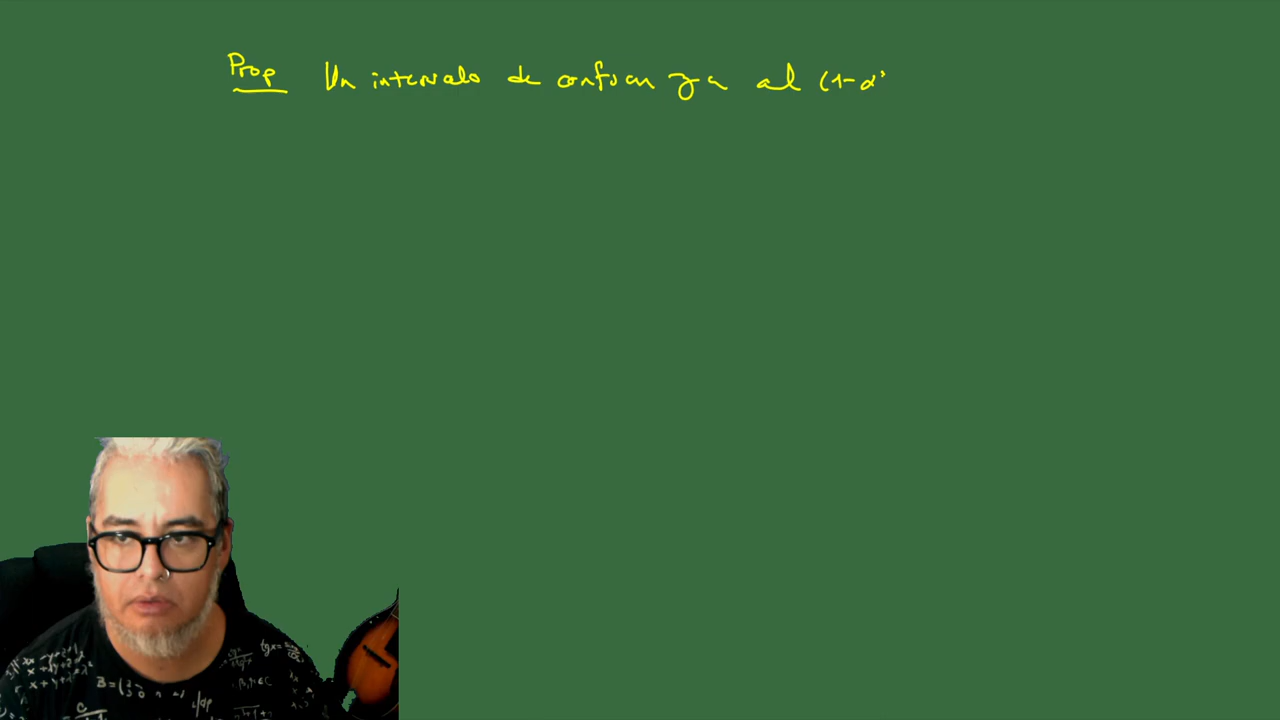 Prop Un intervalo de confianza al (1-α)
B=(